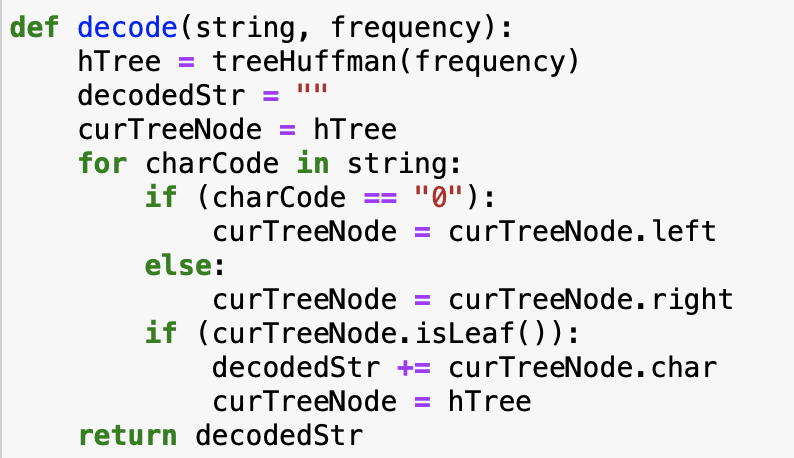 def decode(string, frequency):
    hTree = treeHuffman(frequency)
    decodedStr = ""
    curTreeNode = hTree
    for charCode in string:
        if (charCode == "0"):
            curTreeNode = curTreeNode.left
        else:
            curTreeNode = curTreeNode.right
        if (curTreeNode.isLeaf()):
            decodedStr += curTreeNode.char
            curTreeNode = hTree
    return decodedStr